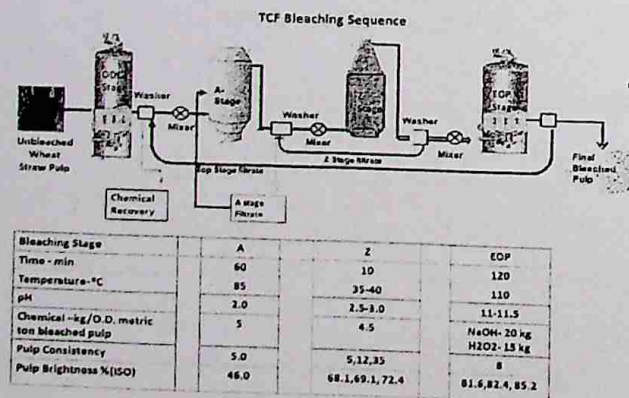 TCF Bleaching Sequence
ODL
Stage
Washer
Mixer
A-
Stage
Washer
Mixer
Stage
Washer
Mixer
EOP
Stage
Unbleached
Wheat
Straw Pulp
Eop Stage filtrate
Z Stage filtrate
Final
Bleached
Pulp
Chemical
Recovery
A stage
Filtrate
Bleaching Stage A Z EOP
Time - min 60 10 120
Temperature-°C 85 35-40 110
pH 2.0 2.5-3.0 11-11.5
Chemical -kg/O.D. metric
ton bleached pulp 5 4.5 NaOH- 20 kg
H2O2- 15 kg
Pulp Consistency 5.0 5,12,35 8
Pulp Brightness %(ISO) 46.0 68.1,69.1,72.4 81.6,82.4,85.2